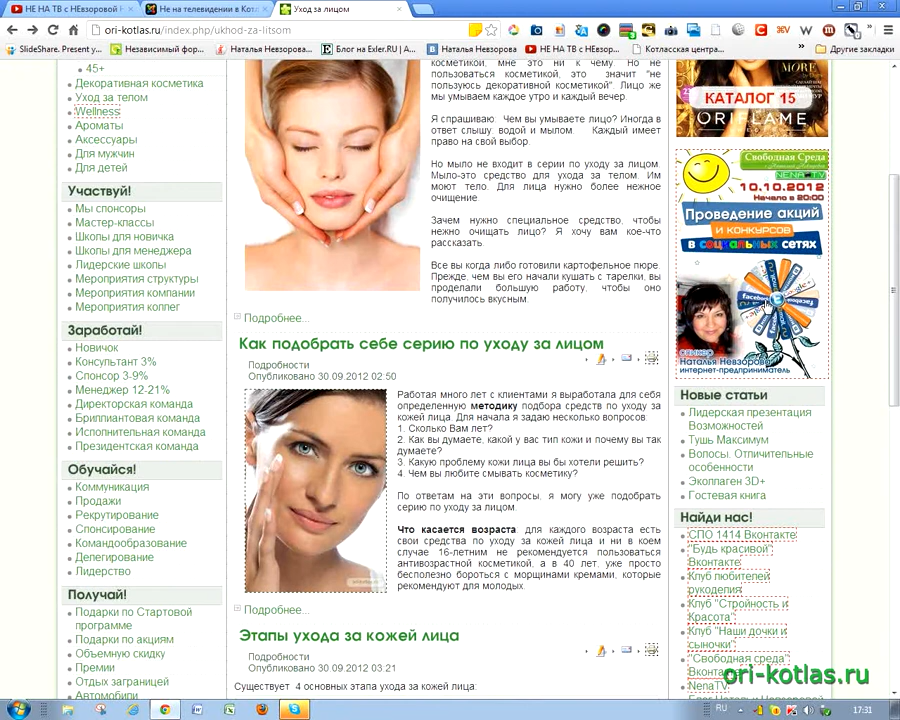 НЕ НА ТВ с НЕвзоровой Н
Не на телевидении в Котл
Уход за лицом
ori-kotlas.ru/index.php/ukhod-za-litsom
SlideShare. Present y...
Независимый фор...
Наталья Невзорова...
Блог на Exler.RU | А...
Наталья Невзорова
НЕ НА ТВ с НЕвзор...
Котласская центра...
Другие закладки
45+
Декоративная косметика
Уход за телом
Wellness
Ароматы
Аксессуары
Для мужчин
Для детей
Участвуй!
Мы спонсоры
Мастер-классы
Школы для новичка
Школы для менеджера
Лидерские школы
Мероприятия структуры
Мероприятия компании
Мероприятия коллег
Заработай!
Новичок
Консультант 3%
Спонсор 3-9%
Менеджер 12-21%
Директорская команда
Бриллиантовая команда
Исполнительная команда
Президентская команда
Обучайся!
Коммуникация
Продажи
Рекрутирование
Спонсирование
Командообразование
Делегирование
Лидерство
Получай!
Подарки по Стартовой
программе
Подарки по акциям
Объемную скидку
Премии
Отдых заграницей
Автомобили
косметикой, мне это ни к чему. Но не
пользоваться косметикой, это значит "не
пользуюсь декоративной косметикой". Лицо же
мы умываем каждое утро и каждый вечер.
Я спрашиваю: Чем вы умываете лицо? Иногда в
ответ слышу: водой и мылом. Каждый имеет
право на свой выбор.
Но мыло не входит в серии по уходу за лицом.
Мыло-это средство для ухода за телом. Им
моют тело. Для лица нужно более нежное
очищение.
Зачем нужно специальное средство, чтобы
нежно очищать лицо? Я хочу вам кое-что
рассказать.
Все вы когда либо готовили картофельное пюре.
Прежде, чем вы его начали кушать с тарелки, вы
проделали большую работу, чтобы оно
получилось вкусным.
Подробнее...
Как подобрать себе серию по уходу за лицом
Подробности
Опубликовано 30.09.2012 02:50
Работая много лет с клиентами я выработала для себя
определенную методику подбора средств по уходу за
кожей лица. Для начала я задаю несколько вопросов.
1. Сколько Вам лет?
2. Как вы думаете, какой у вас тип кожи и почему вы так
думаете?
3. Какую проблему кожи лица вы бы хотели решить?
4. Чем вы любите смывать косметику?
По ответам на эти вопросы, я могу уже подобрать
серию по уходу за лицом.
Что касается возраста: для каждого возраста есть
свои средства по уходу за кожей лица и ни в коем
случае 16-летним не рекомендуется пользоваться
антивозрастной косметикой, а в 40 лет, уже просто
бесполезно бороться с морщинами кремами, которые
рекомендуют для молодых.
Подробнее...
Этапы ухода за кожей лица
Подробности
Опубликовано 30.09.2012 03:21
Существует 4 основных этапа ухода за кожей лица:
MORE
КАТАЛОГ 15
ORIFLAME
Свободная Среда
NENATV
10.10.2012
Начало в 20:00
Проведение акций
и конкурсов
в социальных сетях
Google+
facebook
спикер
Наталья Невзорова
интернет-предприниматель
Новые статьи
Лидерская презентация
Возможностей
Тушь Максимум
Волосы. Отличительные
особенности
Эколлаген 3D+
Гостевая книга
Найди нас!
СПО 1414 Вконтакте
"Будь красивой"
Вконтакте
Клуб любителей
рукоделия
Клуб "Стройность и
Красота"
Клуб "Наши дочки и
сыночки"
"Свободная среда"
Вконтакте
NenaTV
ori-kotlas.ru
RU
17:31